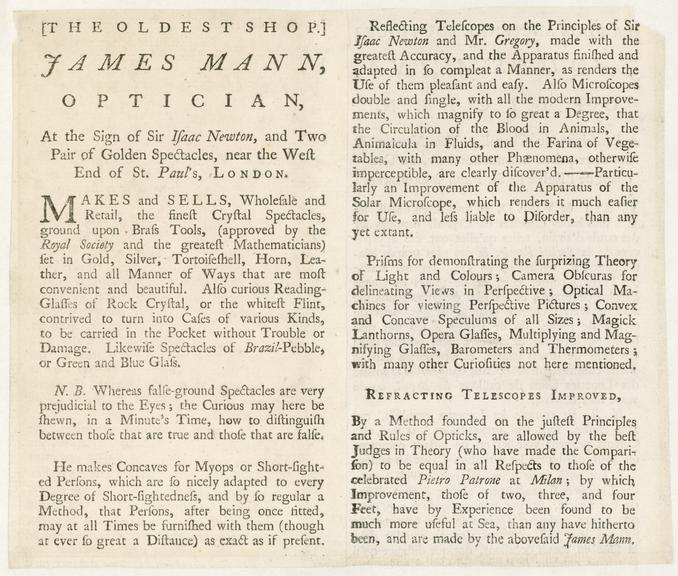 [THE OLDEST SHOP.]
JAMES MANN,
OPTICIAN,
At the Sign of Sir Iſaac Newton, and Two
Pair of Golden Spectacles, near the Weſt
End of St. Paul's, LONDON.
MAKES and SELLS, Wholeſale and
Retail, the fineſt Cryſtal Spectacles,
ground upon Braſs Tools, (approved by the
Royal Society and the greateſt Mathematicians)
ſet in Gold, Silver, Tortoiſeſhell, Horn, Lea-
ther, and all Manner of Ways that are moſt
convenient and beautiful. Alſo curious Reading-
Glaſſes of Rock Cryſtal, or the whiteſt Flint,
contrived to turn into Caſes of various Kinds,
to be carried in the Pocket without Trouble or
Damage. Likewiſe Spectacles of Brazil-Pebble,
or Green and Blue Glaſs.
N. B. Whereas falſe-ground Spectacles are very
prejudicial to the Eyes; the Curious may here be
ſhewn, in a Minute's Time, how to diſtinguiſh
between thoſe that are true and thoſe that are falſe.
He makes Concaves for Myops or Short-ſight-
ed Perſons, which are ſo nicely adapted to every
Degree of Short-ſightedneſs, and by ſo regular a
Method, that Perſons, after being once fitted,
may at all Times be furniſhed with them (though
at ever ſo great a Diſtance) as exact as if preſent.
Reflecting Teleſcopes on the Principles of Sir
Iſaac Newton and Mr. Gregory, made with the
greateſt Accuracy, and the Apparatus finiſhed and
adapted in ſo compleat a Manner, as renders the
Uſe of them pleaſant and eaſy. Alſo Microſcopes
double and ſingle, with all the modern Improve-
ments, which magnify to ſo great a Degree, that
the Circulation of the Blood in Animals, the
Animalcula in Fluids, and the Farina of Vege-
tables, with many other Phænomena, otherwiſe
imperceptible, are clearly diſcover'd.——Particu-
larly an Improvement of the Apparatus of the
Solar Microſcope, which renders it much eaſier
for Uſe, and leſs liable to Diſorder, than any
yet extant.
Priſms for demonſtrating the ſurprizing Theory
of Light and Colours; Camera Obſcuras for
delineating Views in Perſpective; Optical Ma-
chines for viewing Perſpective Pictures; Convex
and Concave Speculums of all Sizes; Magick
Lanthorns, Opera Glaſſes, Multiplying and Mag-
nifying Glaſſes, Barometers and Thermometers;
with many other Curioſities not here mentioned.
REFRACTING TELESCOPES IMPROVED,
By a Method founded on the juſteſt Principles
and Rules of Opticks, are allowed by the beſt
Judges in Theory (who have made the Compari-
ſon) to be equal in all Reſpects to thoſe of the
celebrated Pietro Patrone at Milan; by which
Improvement, thoſe of two, three, and four
Feet, have by Experience been found to be
much more uſeful at Sea, than any have hitherto
been, and are made by the aboveſaid James Mann.